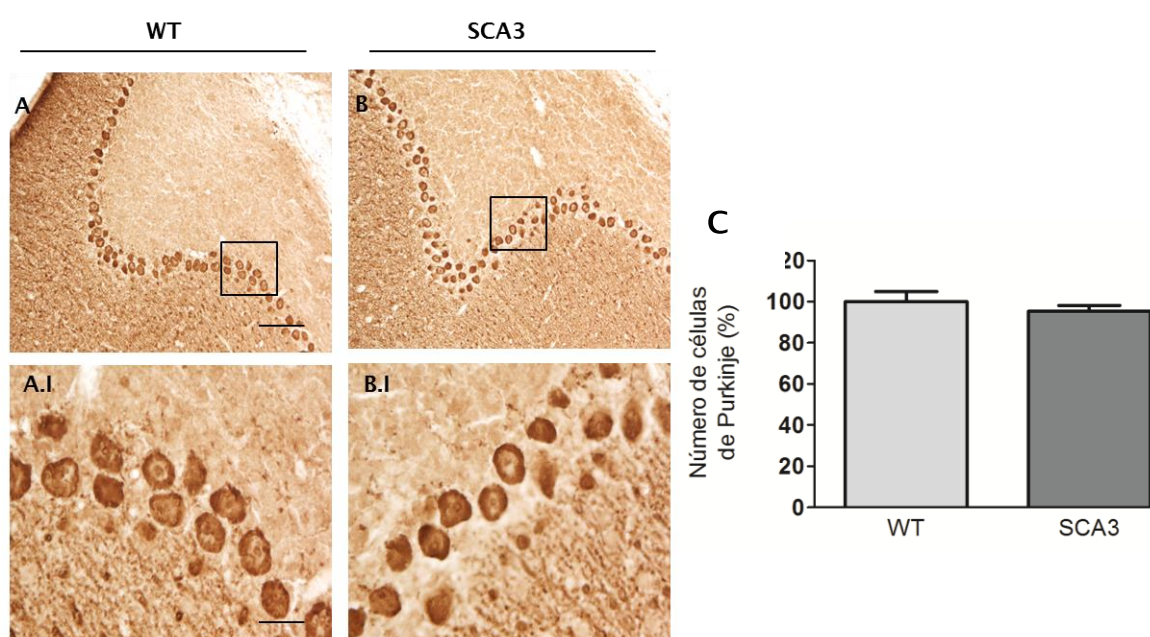 WT
SCA3
A
B
A.I
B.I
C
Número de células
de Purkinje (%)
20
100
80
60
40
20
0
WT
SCA3